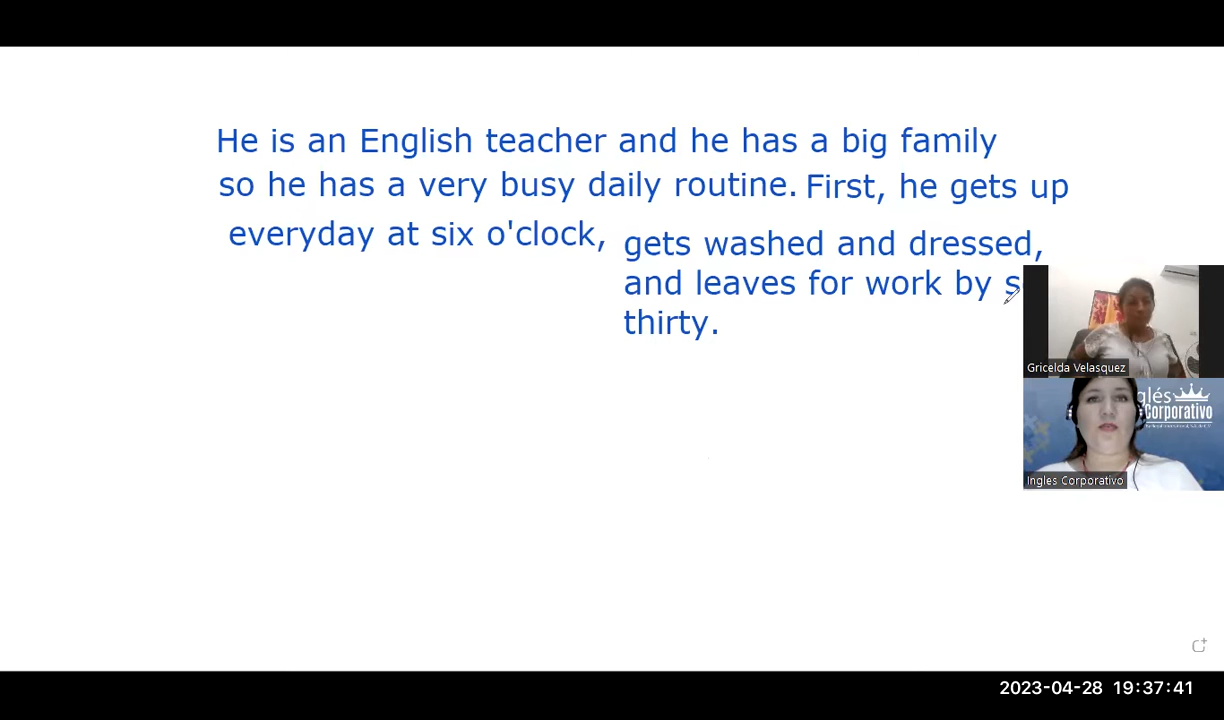 He is an English teacher and he has a big family
so he has a very busy daily routine. First, he gets up
everyday at six o'clock,
gets washed and dressed,
and leaves for work by
thirty.
Gricelda Velasquez
glés
Corporativo
Ingles Corporativo
2023-04-28 19:37:41